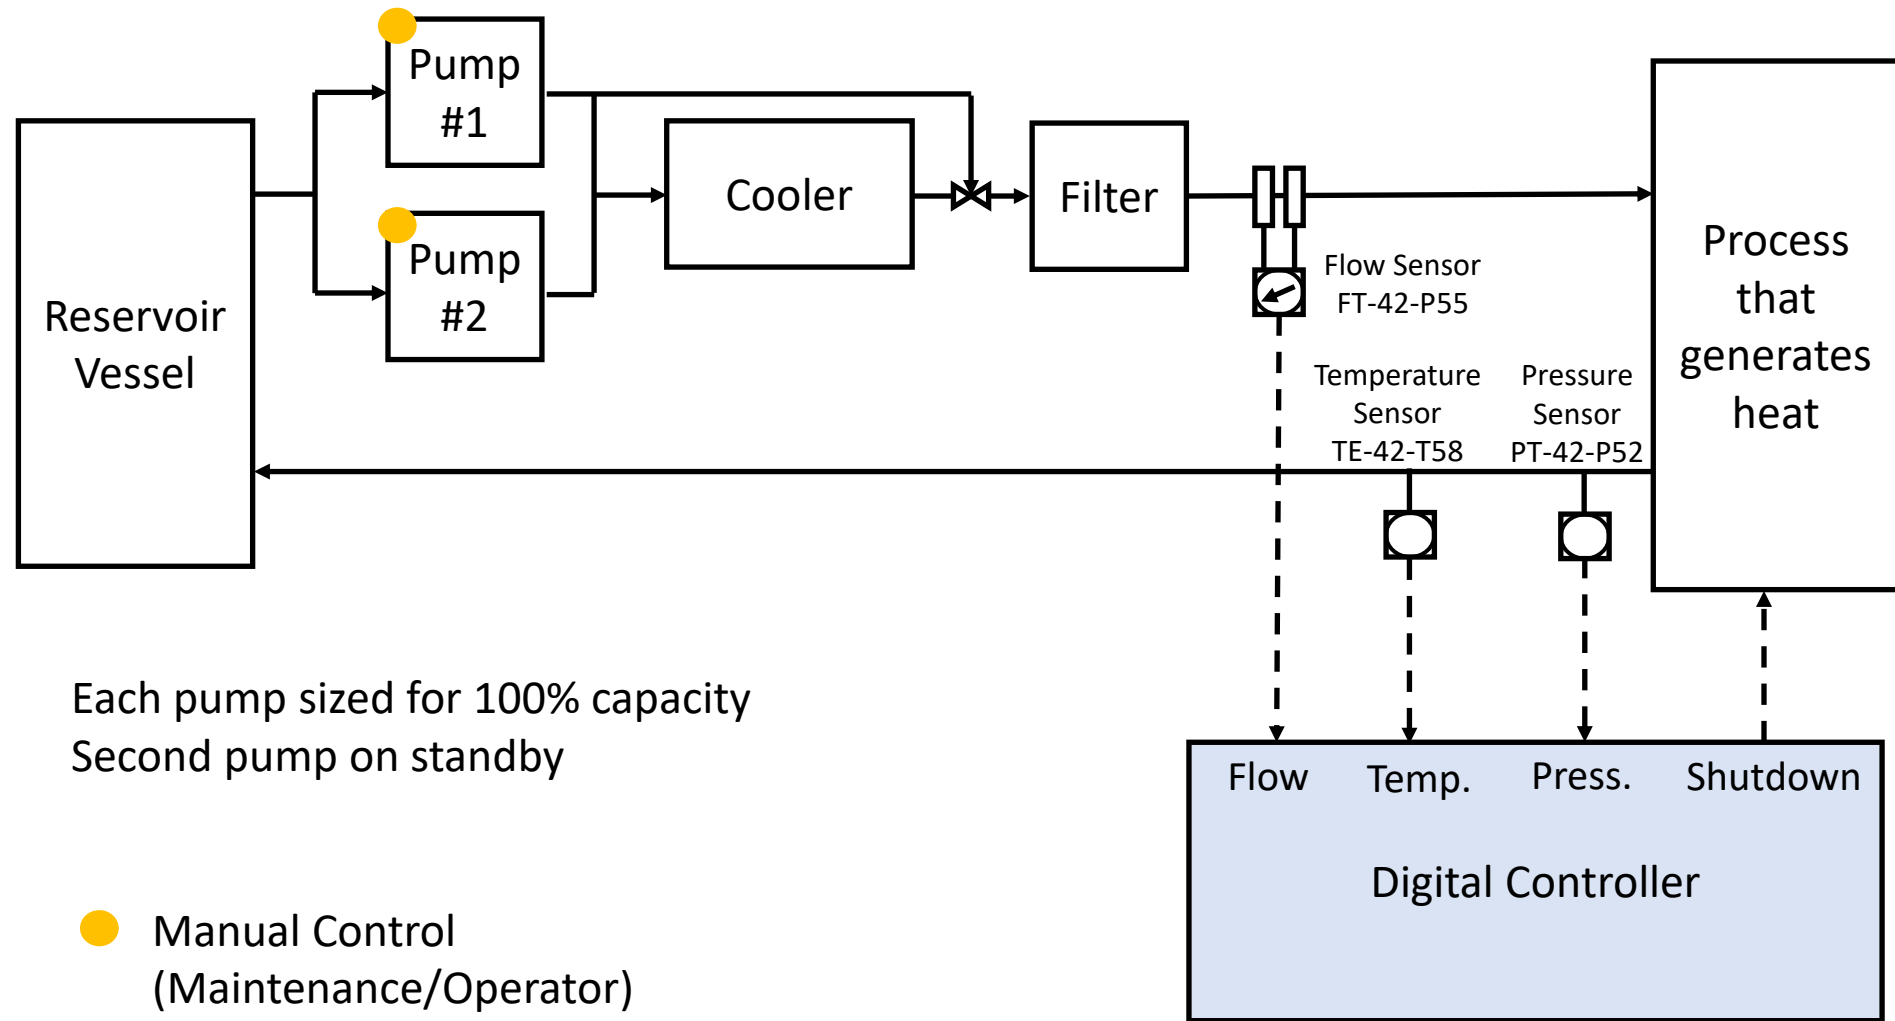 Pump
#1
Pump
#2
Reservoir
Vessel
Cooler
Filter
Flow Sensor
FT-42-P55
Temperature
Sensor
TE-42-T58
Pressure
Sensor
PT-42-P52
Process
that
generates
heat
Each pump sized for 100% capacity
Second pump on standby
Flow
Temp.
Press.
Shutdown
Digital Controller
Manual Control
(Maintenance/Operator)